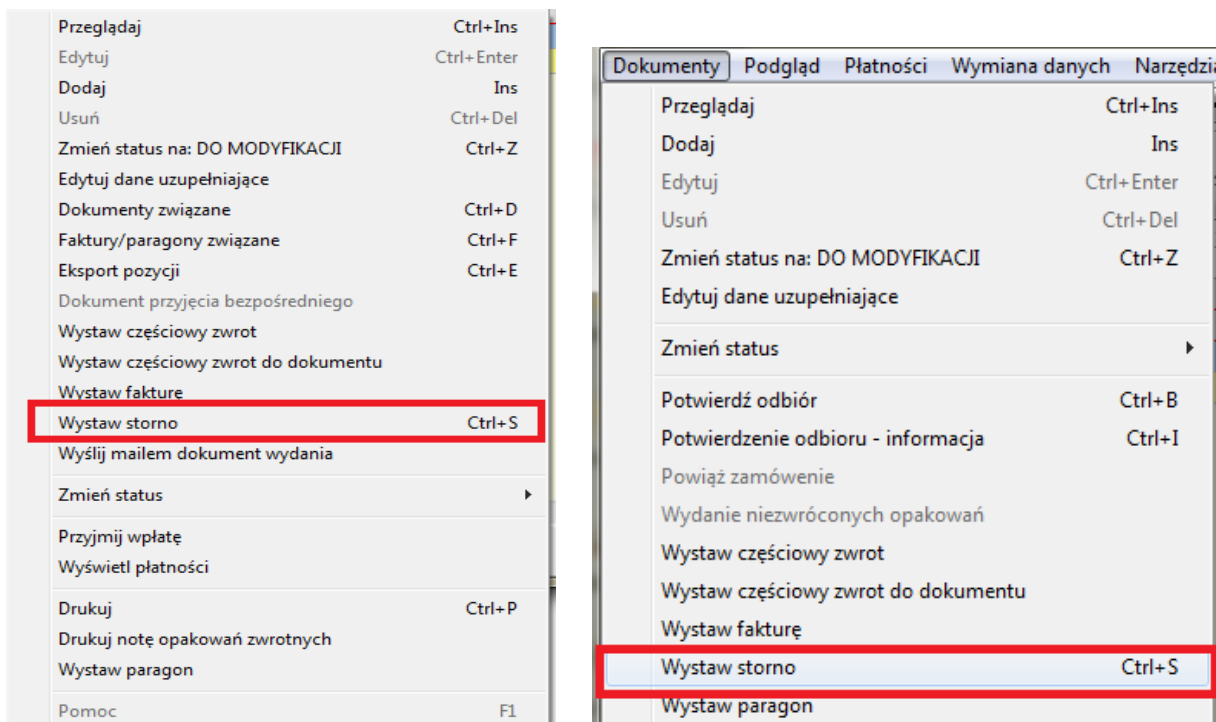 Przeglądaj Ctrl+Ins
Edytuj Ctrl+Enter
Dodaj Ins
Usuń Ctrl+Del
Zmień status na: DO MODYFIKACJI Ctrl+Z
Edytuj dane uzupełniające
Dokumenty związane Ctrl+D
Faktury/paragony związane Ctrl+F
Eksport pozycji Ctrl+E
Dokument przyjęcia bezpośredniego
Wystaw częściowy zwrot
Wystaw częściowy zwrot do dokumentu
Wystaw fakturę
Wystaw storno Ctrl+S
Wyślij mailem dokument wydania
Zmień status
Przyjmij wpłatę
Wyświetl płatności
Drukuj Ctrl+P
Drukuj notę opakowań zwrotnych
Wystaw paragon
Pomoc F1
Dokumenty Podgląd Płatności Wymiana danych Narzędzia
Przeglądaj Ctrl+Ins
Dodaj Ins
Edytuj Ctrl+Enter
Usuń Ctrl+Del
Zmień status na: DO MODYFIKACJI Ctrl+Z
Edytuj dane uzupełniające
Zmień status
Potwierdź odbiór Ctrl+B
Potwierdzenie odbioru - informacja Ctrl+I
Powiąż zamówienie
Wydanie niezwróconych opakowań
Wystaw częściowy zwrot
Wystaw częściowy zwrot do dokumentu
Wystaw fakturę
Wystaw storno Ctrl+S
Wystaw paragon